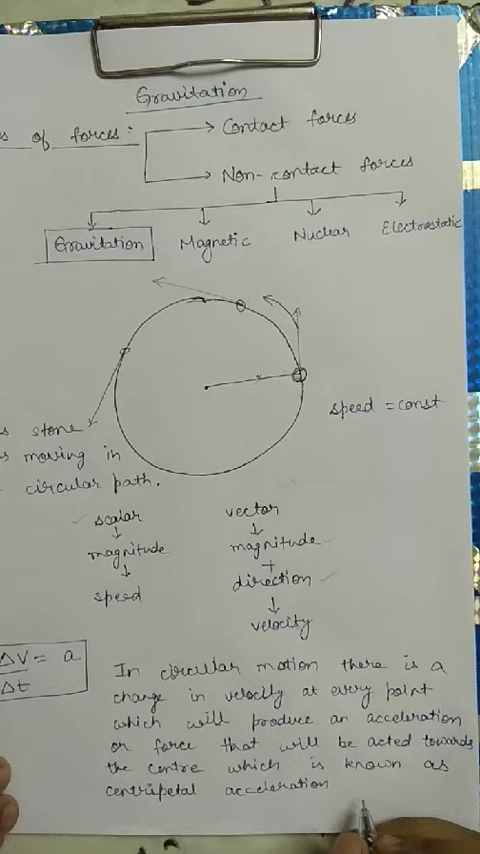 Gravitation
of forces:
Contact forces
Non-contact forces
Gravitation Magnetic Nuclear Electrostatic
speed = const
stone
moving in
circular path.
scalar
magnitude
speed
vector
magnitude
+
direction
velocity
ΔV = a
Δt
In circular motion there is a
change in velocity at every point
which will produce an acceleration
or force that will be acted towards
the centre which is known as
centripetal acceleration